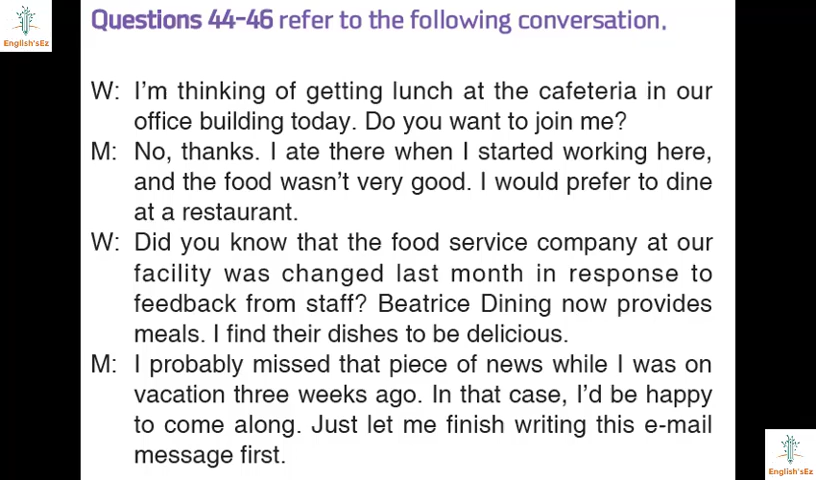 English'sEz
Questions 44-46 refer to the following conversation.
W: I'm thinking of getting lunch at the cafeteria in our
office building today. Do you want to join me?
M: No, thanks. I ate there when I started working here,
and the food wasn't very good. I would prefer to dine
at a restaurant.
W: Did you know that the food service company at our
facility was changed last month in response to
feedback from staff? Beatrice Dining now provides
meals. I find their dishes to be delicious.
M: I probably missed that piece of news while I was on
vacation three weeks ago. In that case, I'd be happy
to come along. Just let me finish writing this e-mail
message first.
English'sEz